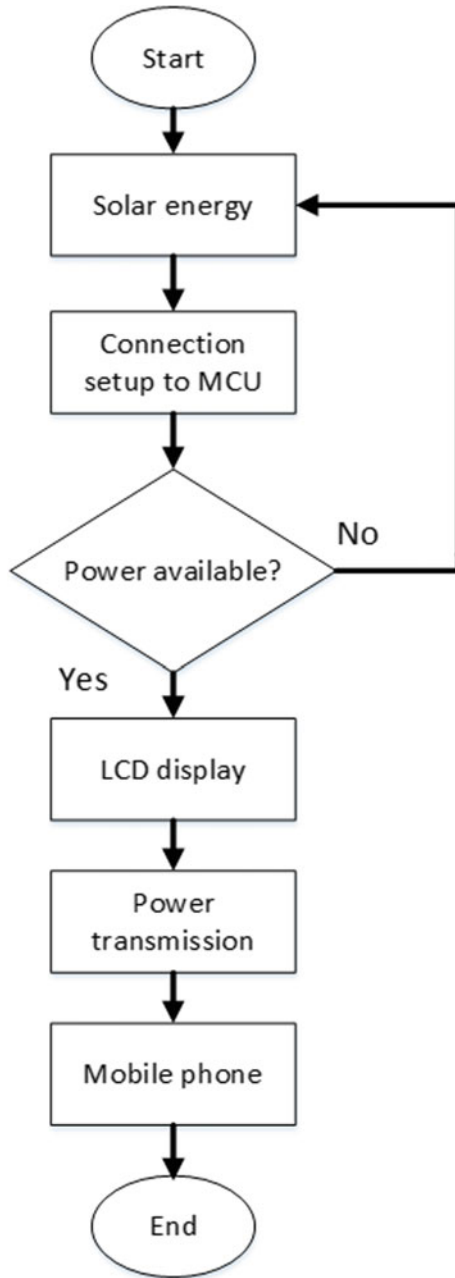 Start
Solar energy
Connection
setup to MCU
Power available?
No
Yes
LCD display
Power
transmission
Mobile phone
End